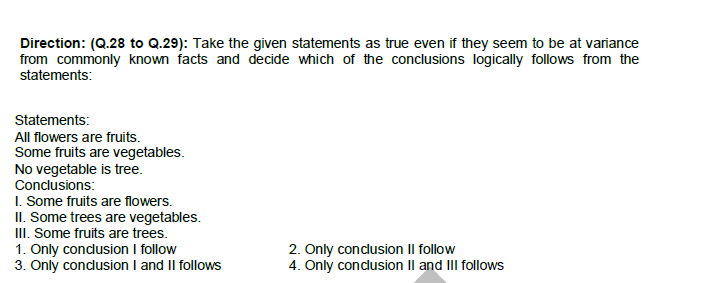 Direction: (Q.28 to Q.29): Take the given statements as true even if they seem to be at variance
from commonly known facts and decide which of the conclusions logically follows from the
statements:
Statements:
All flowers are fruits.
Some fruits are vegetables.
No vegetable is tree.
Conclusions:
I. Some fruits are flowers.
II. Some trees are vegetables.
III. Some fruits are trees.
1. Only conclusion I follow 2. Only conclusion II follow
3. Only conclusion I and II follows 4. Only conclusion II and III follows